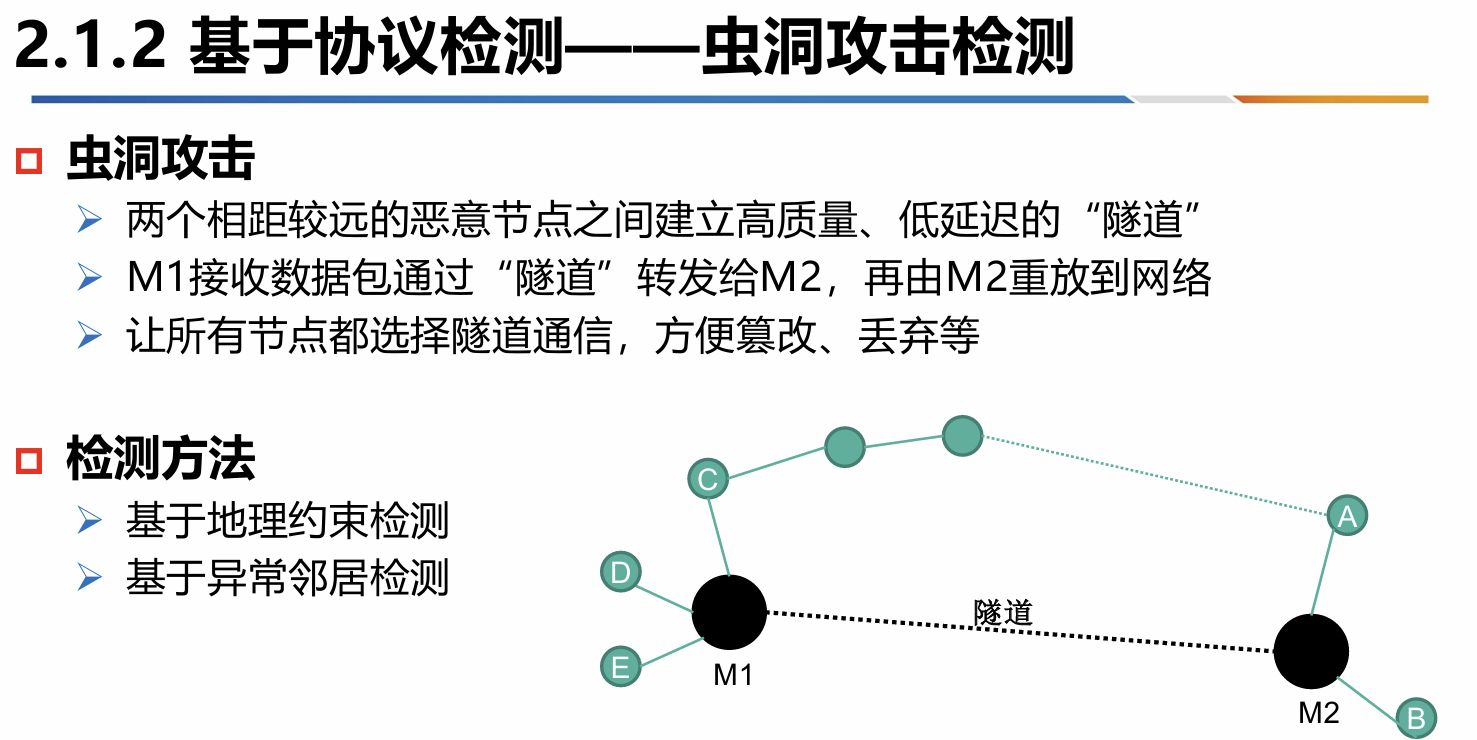 2.1.2 基于协议检测——虫洞攻击检测
虫洞攻击
两个相距较远的恶意节点之间建立高质量、低延迟的“隧道”
M1接收数据包通过“隧道”转发给M2，再由M2重放到网络
让所有节点都选择隧道通信，方便篡改、丢弃等
检测方法
基于地理约束检测
基于异常邻居检测
C
A
D
隧道
E
M1
M2
B